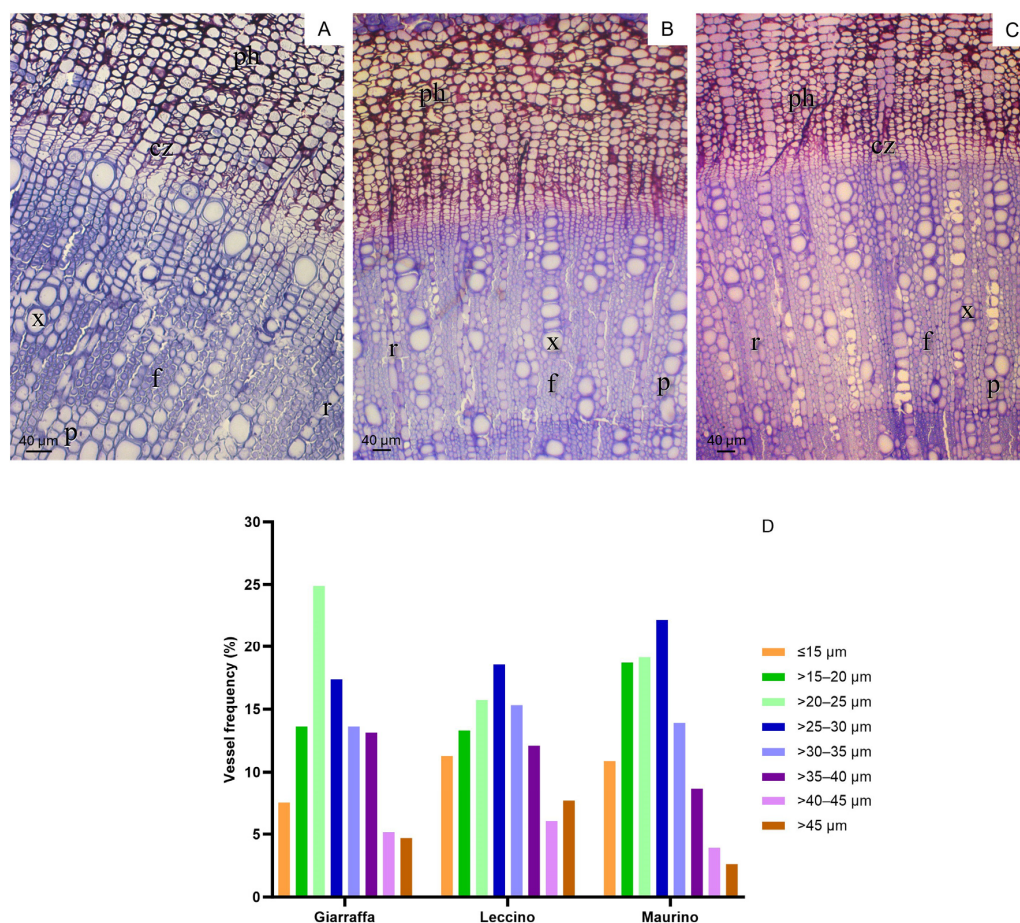 A
ph
cz
x
f
r
p
40 µm
B
ph
r
x
f
p
40 µm
C
ph
cz
r
f
x
p
40 µm
D
30
25
20
15
10
5
0
Vessel frequency (%)
Giarraffa
Leccino
Maurino
≤15 µm
>15–20 µm
>20–25 µm
>25–30 µm
>30–35 µm
>35–40 µm
>40–45 µm
>45 µm